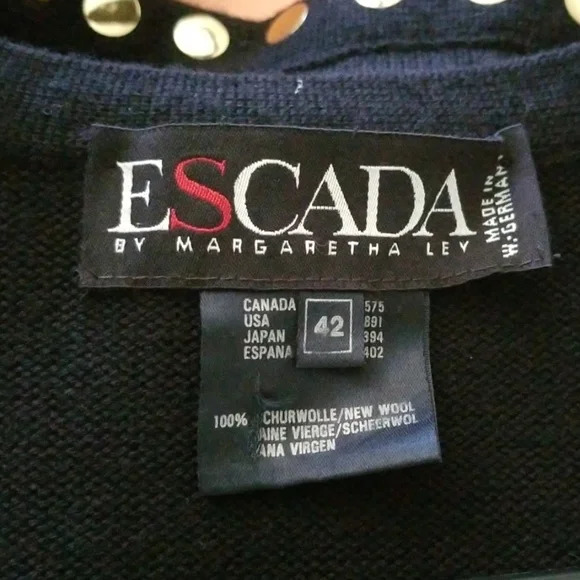 ESCADA
BY MARGARETHA LEY
MADE IN
W.-GERMANY
CANADA 575
USA 891
JAPAN 394
ESPANA 402
42
100% CHURWOLLE/NEW WOOL
AINE VIERGE/SCHEERWOL
ANA VIRGEN